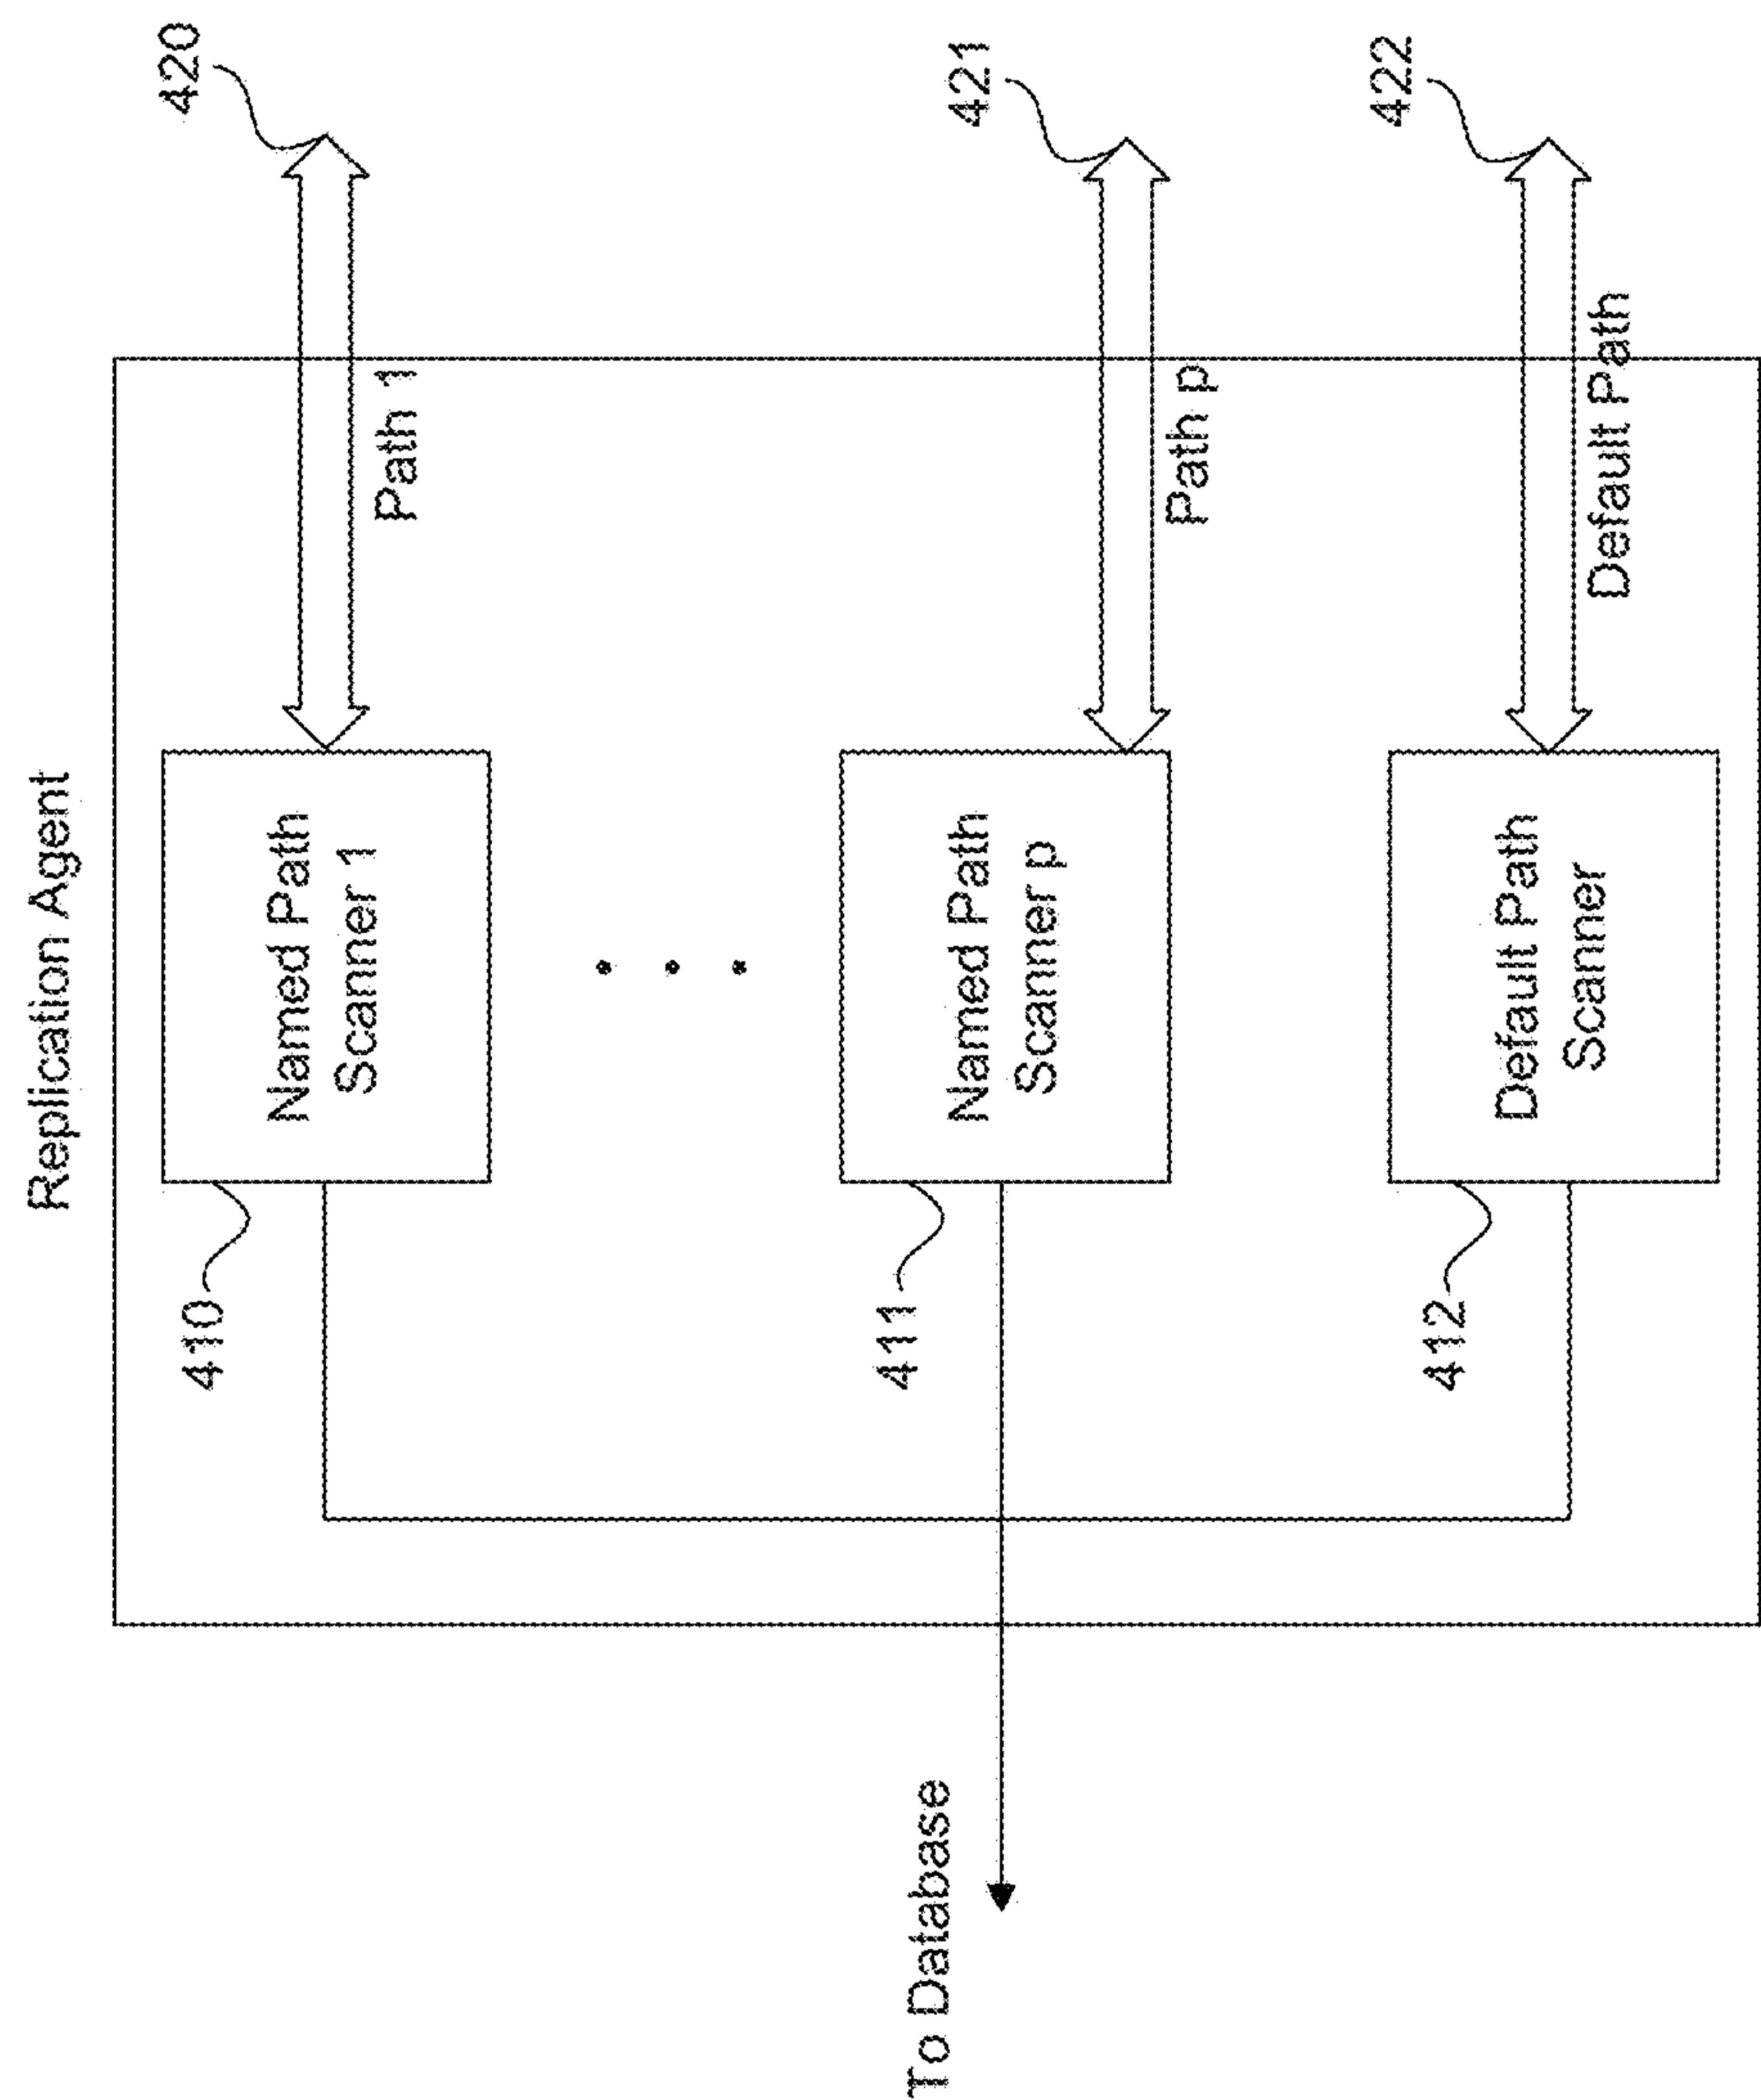 Replication Agent
410
Named Path
Scanner 1
Path 1
420
411
Named Path
Scanner p
Path p
421
To Database
412
Default Path
Scanner
Default Path
422